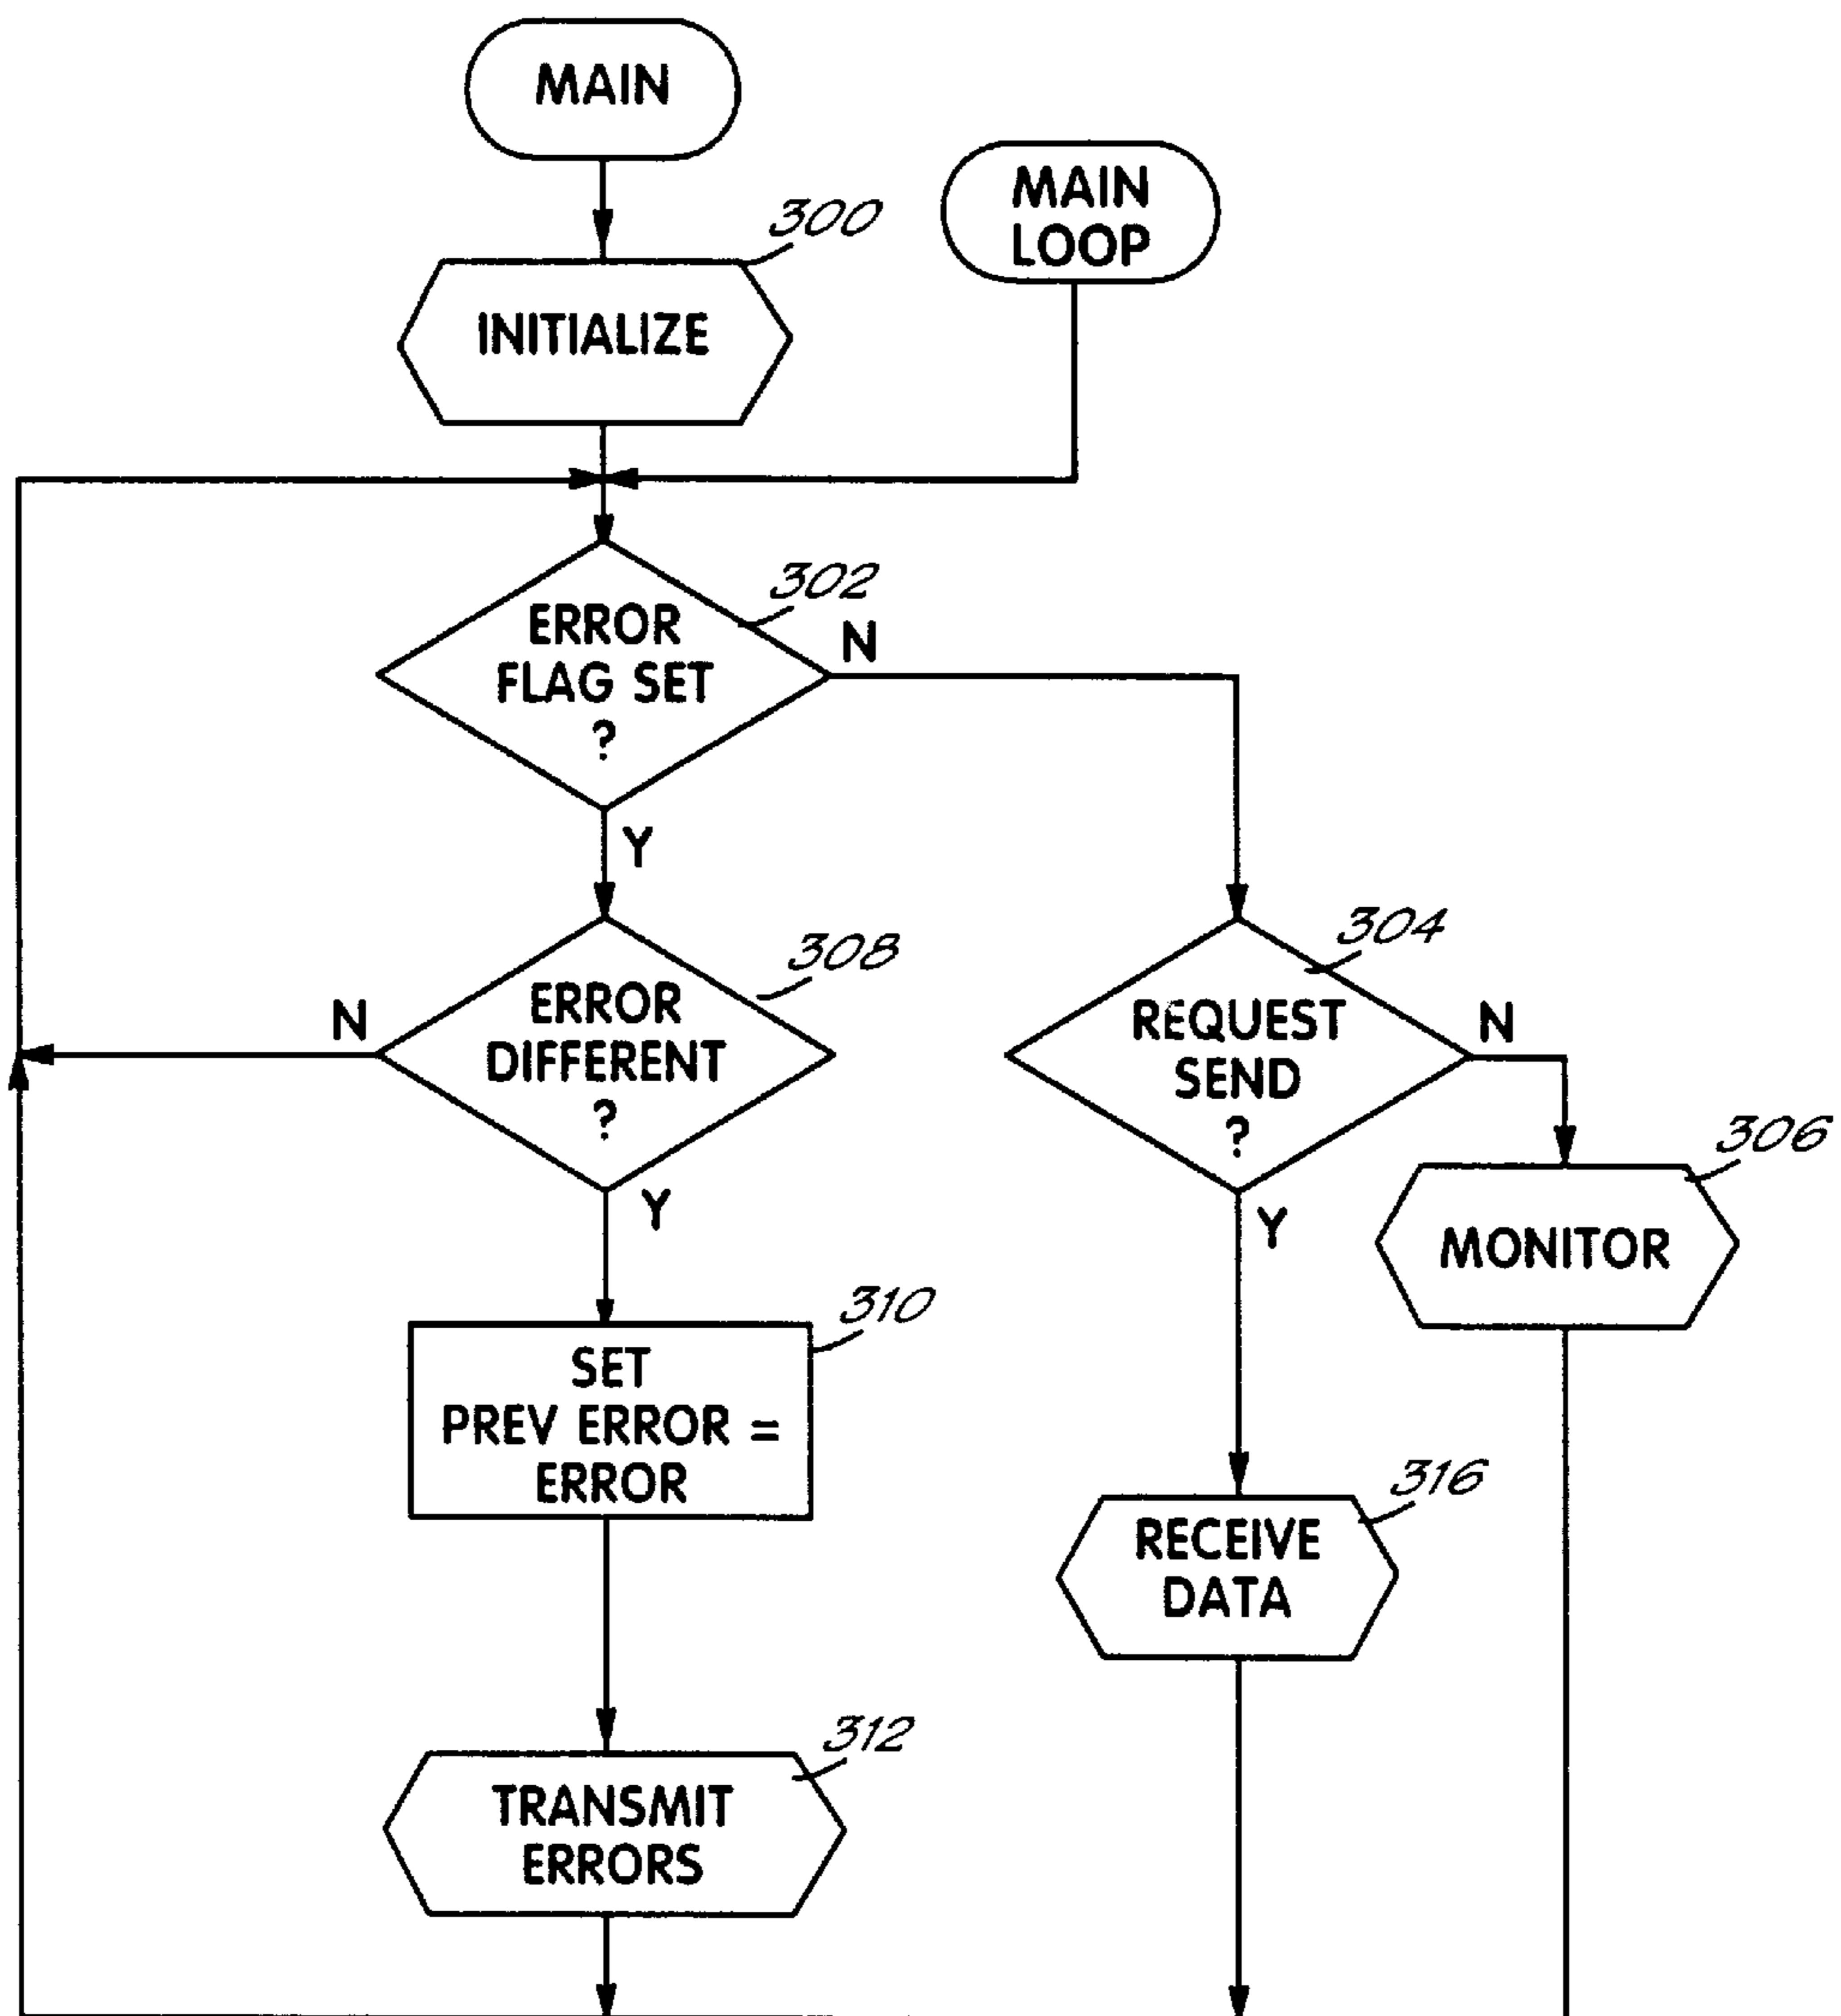 MAIN
MAIN
LOOP
300
INITIALIZE
302
ERROR
FLAG SET
?
N
Y
308
ERROR
DIFFERENT
?
N
Y
304
REQUEST
SEND
?
N
Y
306
MONITOR
310
SET
PREV ERROR =
ERROR
316
RECEIVE
DATA
312
TRANSMIT
ERRORS